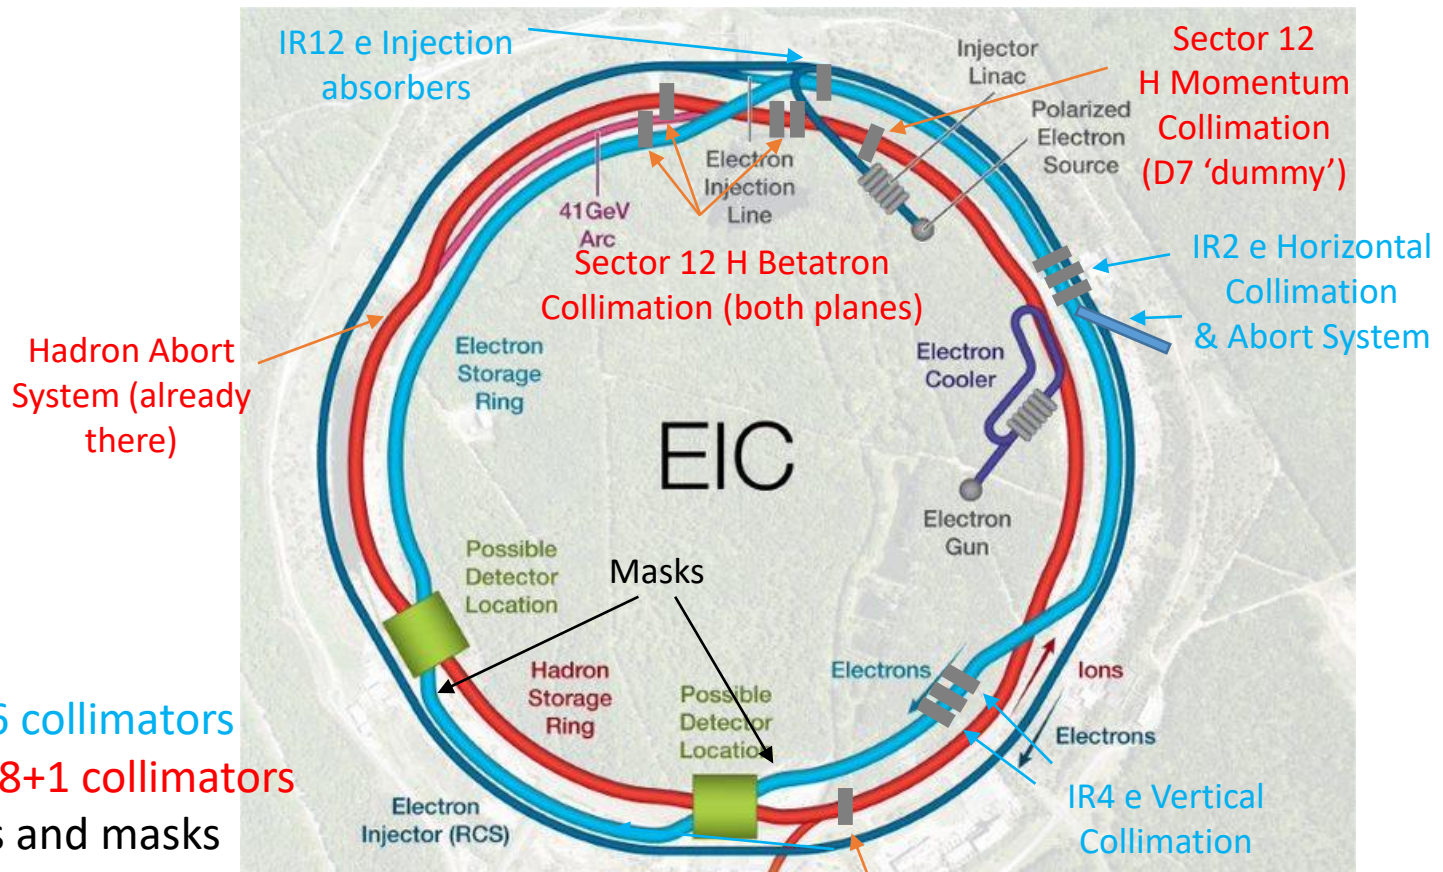 IR12 e Injection
absorbers
Injector
Linac
Sector 12
H Momentum
Collimation
(D7 ‘dummy’)
Polarized
Electron
Source
Electron
Injection
Line
41GeV
Arc
Sector 12 H Betatron
Collimation (both planes)
IR2 e Horizontal
Collimation
& Abort System
Hadron Abort
System (already
there)
Electron
Storage
Ring
Electron
Cooler
EIC
Electron
Gun
Possible
Detector
Location
Masks
Hadron
Storage
Ring
Possible
Detector
Location
Electrons
Ions
Electrons
6 collimators
8+1 collimators
s and masks
Electron
Injector (RCS)
IR4 e Vertical
Collimation